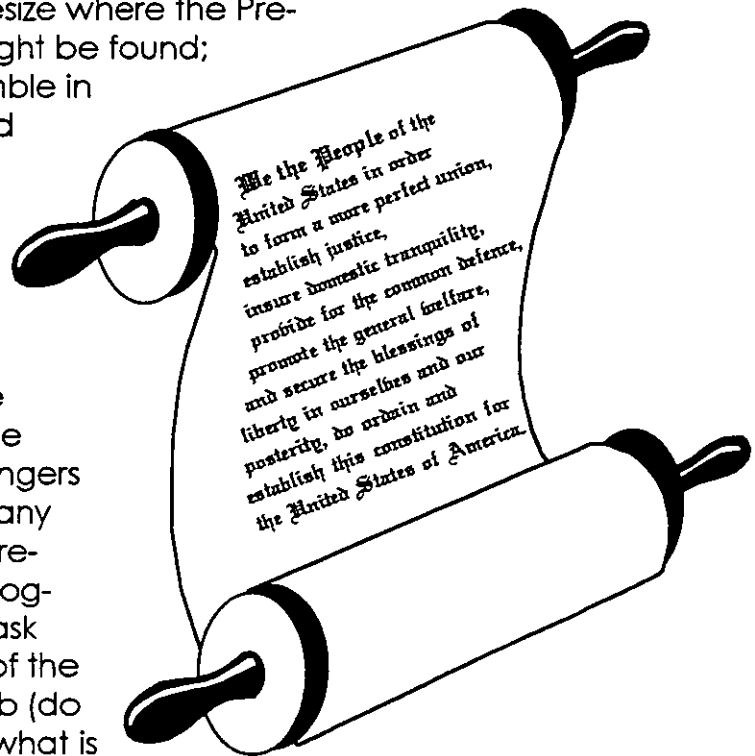 esize where the Pre-
ght be found;
mble in
d
We the People of the
United States in order
to form a more perfect union,
establish justice,
insure domestic tranquility,
provide for the common defence,
promote the general welfare,
and secure the blessings of
liberty in ourselves and our
posterity, do ordain and
establish this constitution for
the United States of America.
e
e
ngers
any
re-
og-
ask
of the
b (do
what is